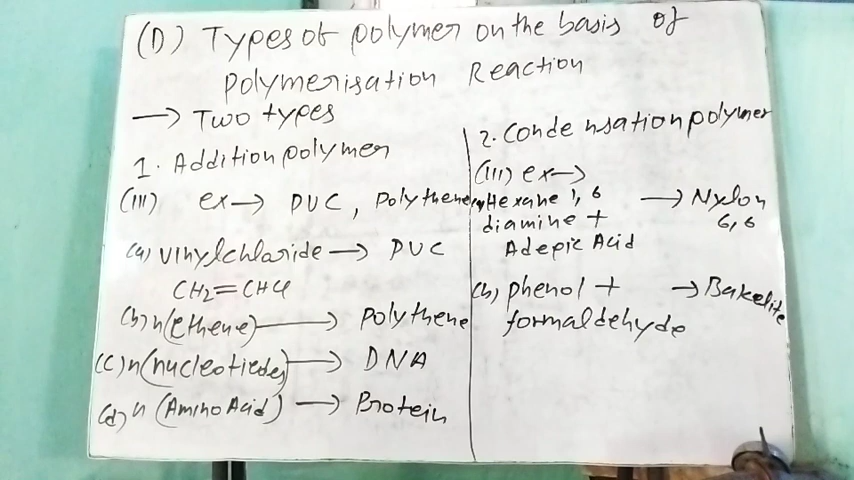 (D) Types of polymer on the basis of
Polymerisation Reaction
→ Two types
1. Addition polymer
(III) ex→ PVC, Polythene
(a) vinylchloride → PVC
CH2=CHCl
(b) n(ethene) → Polythene
(c) n(nucleotiedes) → DNA
(d) n (Amino Acid) → Protein
2. Condensation polymer
(III) ex→
Hexane 1, 6 → Nylon
diamine + 6,6
Adepic Acid
(b) phenol + → Bakelite
formaldehyde